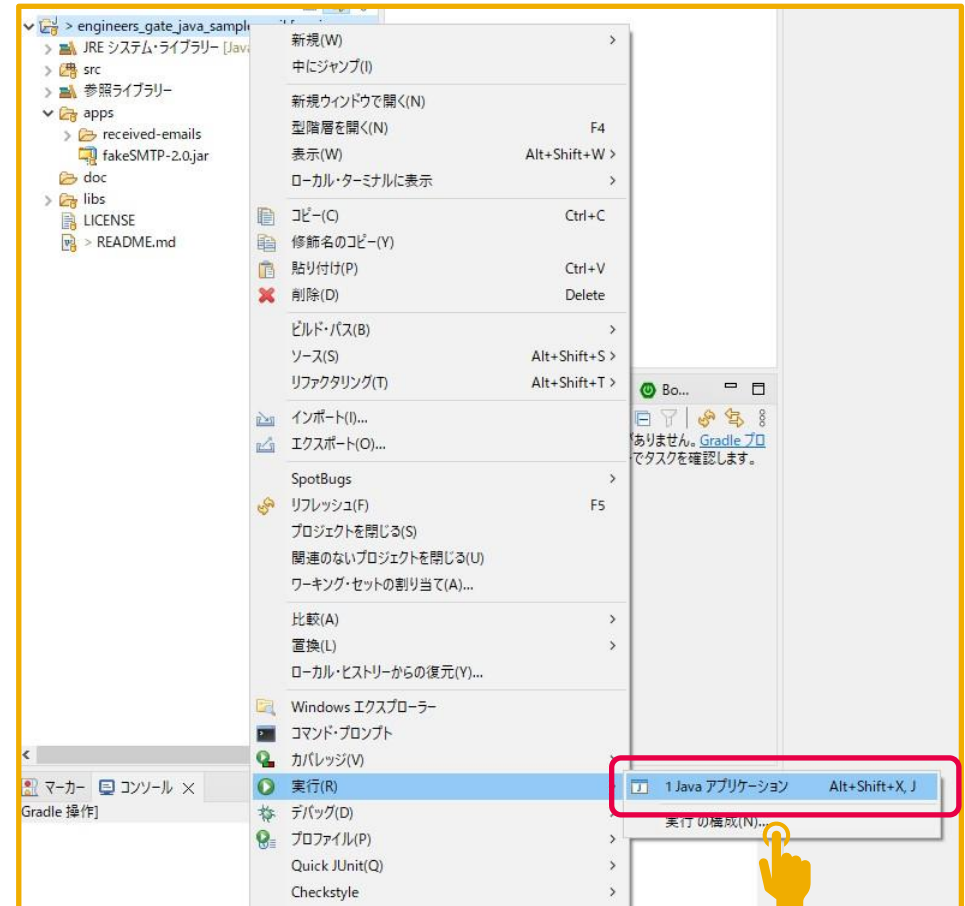 > engineers_gate_java_sample
JRE システム・ライブラリー [Java
src
参照ライブラリー
apps
received-emails
fakeSMTP-2.0.jar
doc
libs
LICENSE
> README.md
新規(W)
中にジャンプ(I)
新規ウィンドウで開く(N)
型階層を開く(N) F4
表示(W) Alt+Shift+W >
ローカル・ターミナルに表示
コピー(C) Ctrl+C
修飾名のコピー(Y)
貼り付け(P) Ctrl+V
削除(D) Delete
ビルド・パス(B)
ソース(S) Alt+Shift+S >
リファクタリング(T) Alt+Shift+T >
インポート(I)...
エクスポート(O)...
SpotBugs
リフレッシュ(F) F5
プロジェクトを閉じる(S)
関連のないプロジェクトを閉じる(U)
ワーキング・セットの割り当て(A)...
比較(A)
置換(L)
ローカル・ヒストリーからの復元(Y)...
Windows エクスプローラー
コマンド・プロンプト
カバレッジ(V)
実行(R)
デバッグ(D)
プロファイル(P)
Quick JUnit(Q)
Checkstyle
1 Java アプリケーション Alt+Shift+X, J
実行の構成(N)...
Bo...
がありません。Gradle プロ
でタスクを確認します。
マーカー コンソール
Gradle 操作]